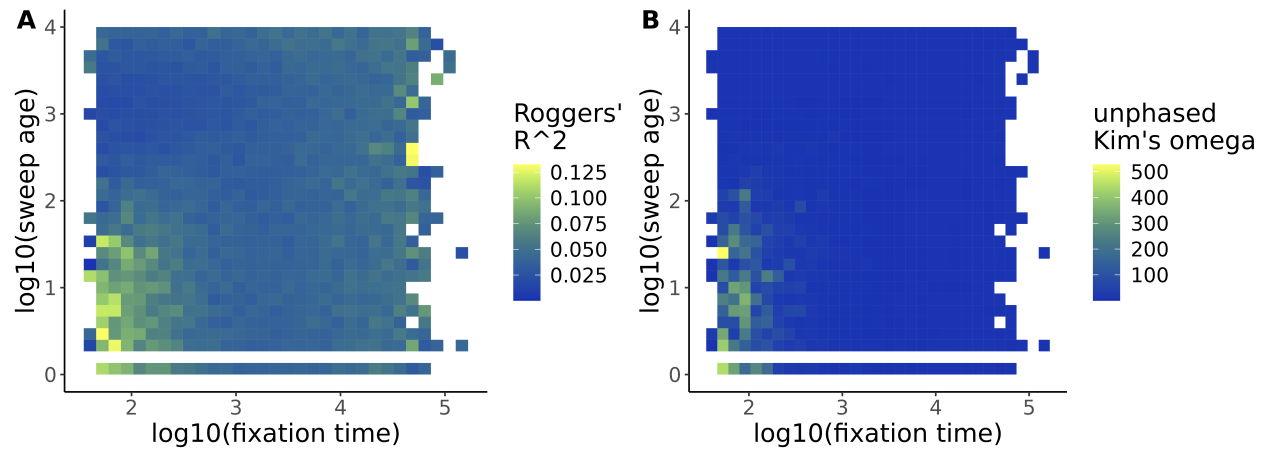 A
4
3
2
1
0
log10(sweep age)
2
3
4
5
log10(fixation time)
Roggers'
R^2
0.125
0.100
0.075
0.050
0.025
B
4
3
2
1
0
log10(sweep age)
2
3
4
5
log10(fixation time)
unphased
Kim's omega
500
400
300
200
100